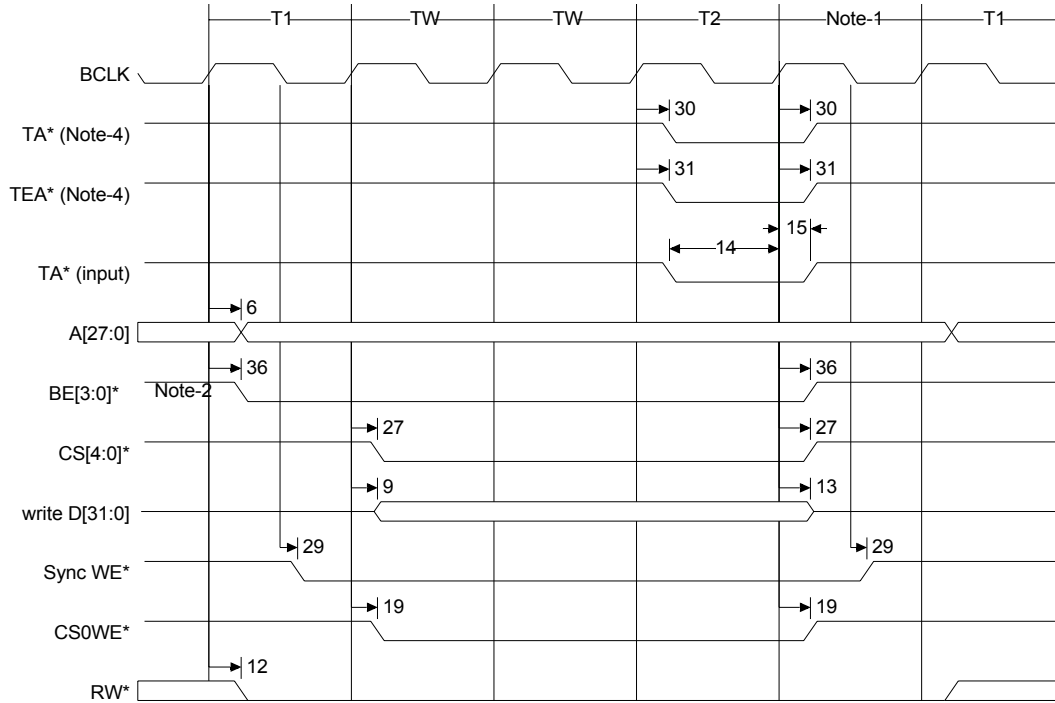 T1 TW TW T2 Note-1 T1
BCLK
30 30
TA* (Note-4)
31 31
TEA* (Note-4)
15
14
TA* (input)
6
A[27:0]
36 36
BE[3:0]* Note-2
27 27
CS[4:0]*
9 13
write D[31:0]
29 29
Sync WE*
19 19
CS0WE*
12
RW*